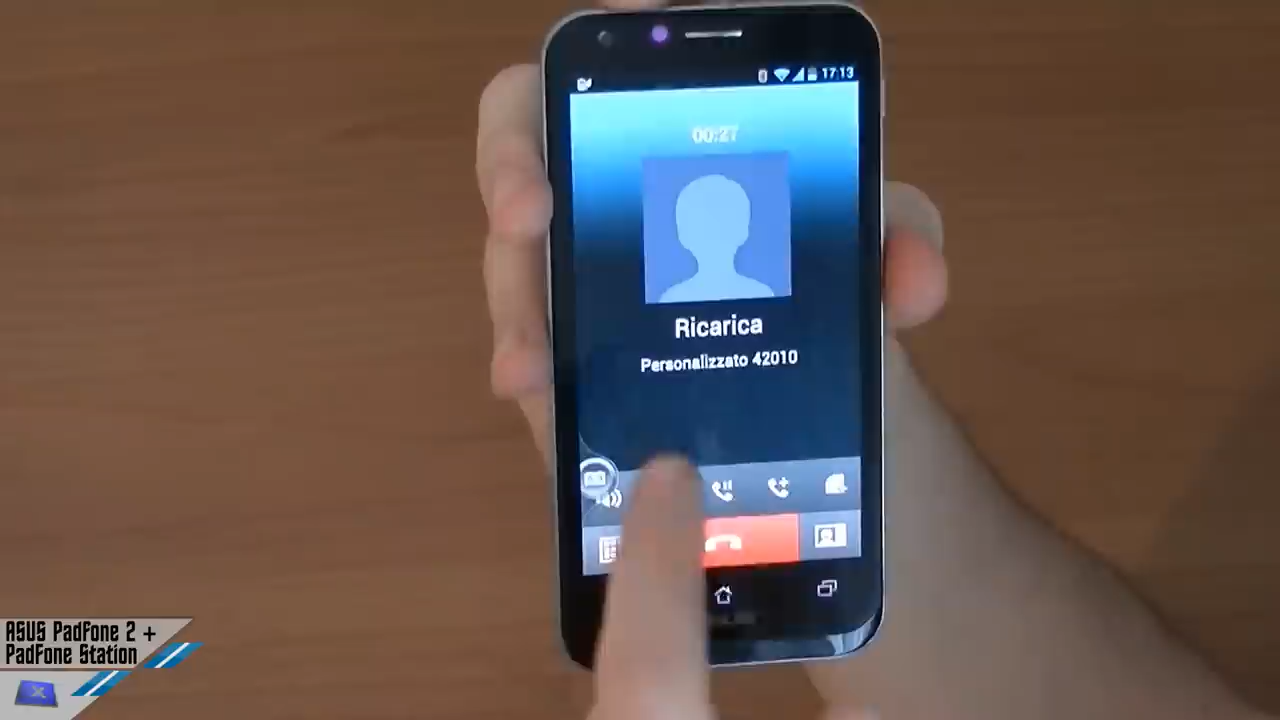 17:13
00:27
Ricarica
Personalizzato 42010
ASUS PadFone 2 +
PadFone Station
X